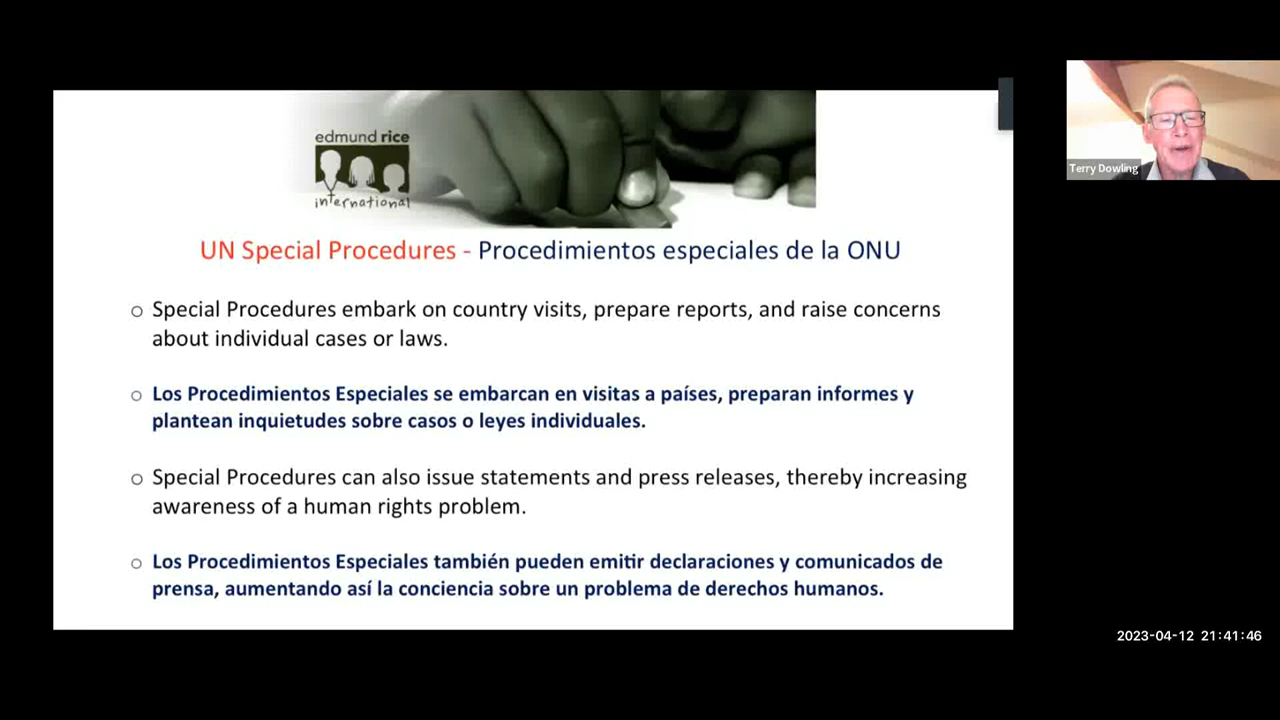 edmund rice
international
Terry Dowling
UN Special Procedures - Procedimientos especiales de la ONU
o Special Procedures embark on country visits, prepare reports, and raise concerns
about individual cases or laws.
o Los Procedimientos Especiales se embarcan en visitas a países, preparan informes y
plantean inquietudes sobre casos o leyes individuales.
o Special Procedures can also issue statements and press releases, thereby increasing
awareness of a human rights problem.
o Los Procedimientos Especiales también pueden emitir declaraciones y comunicados de
prensa, aumentando así la conciencia sobre un problema de derechos humanos.
2023-04-12 21:41:46